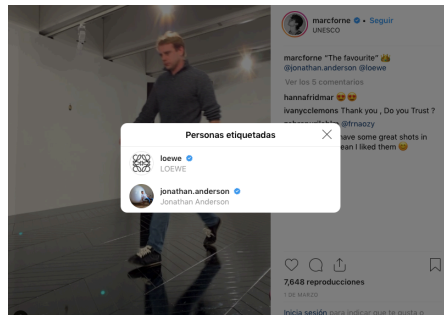 marcforne • Seguir
UNESCO
marcforne "The favourite" 👑
@jonathan.anderson @loewe
Ver los 5 comentarios
hannafridmar 😍 😍
ivanycclemons Thank you , Do you Trust ?
@frnaozy
have some great shots in
ean I liked them 😄
Personas etiquetadas
loewe
LOEWE
jonathan.anderson
Jonathan Anderson
7,648 reproducciones
1 DE MARZO
Inicia sesión para indicar que te gusta o